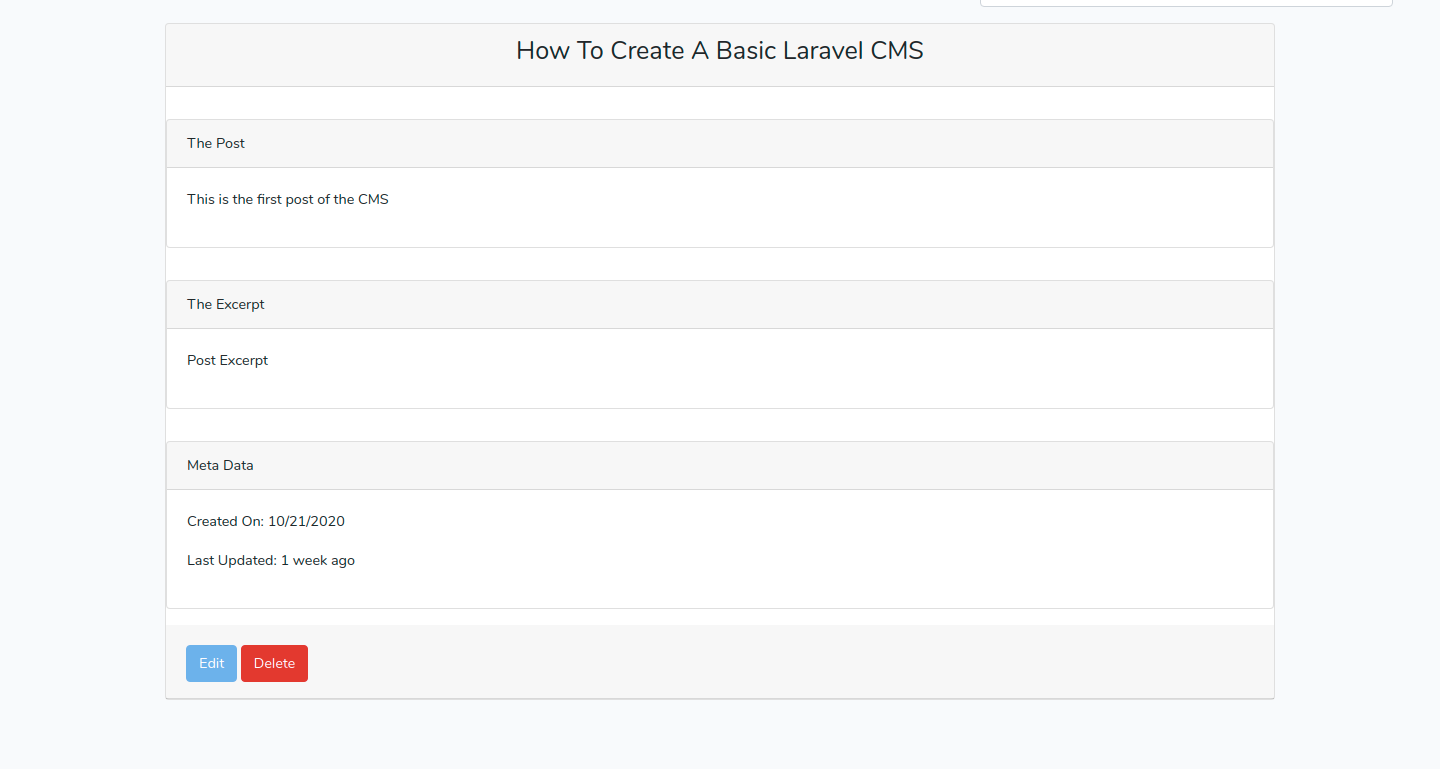 How To Create A Basic Laravel CMS
The Post
This is the first post of the CMS
The Excerpt
Post Excerpt
Meta Data
Created On: 10/21/2020
Last Updated: 1 week ago
Edit Delete